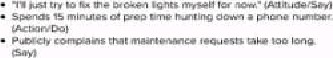 • "I'll just try to fix the broken lights myself for now." (Attitude/Say)
• Spends 15 minutes of prep time hunting down a phone number.
(Action/Do)
• Publicly complains that maintenance requests take too long.
(Say)